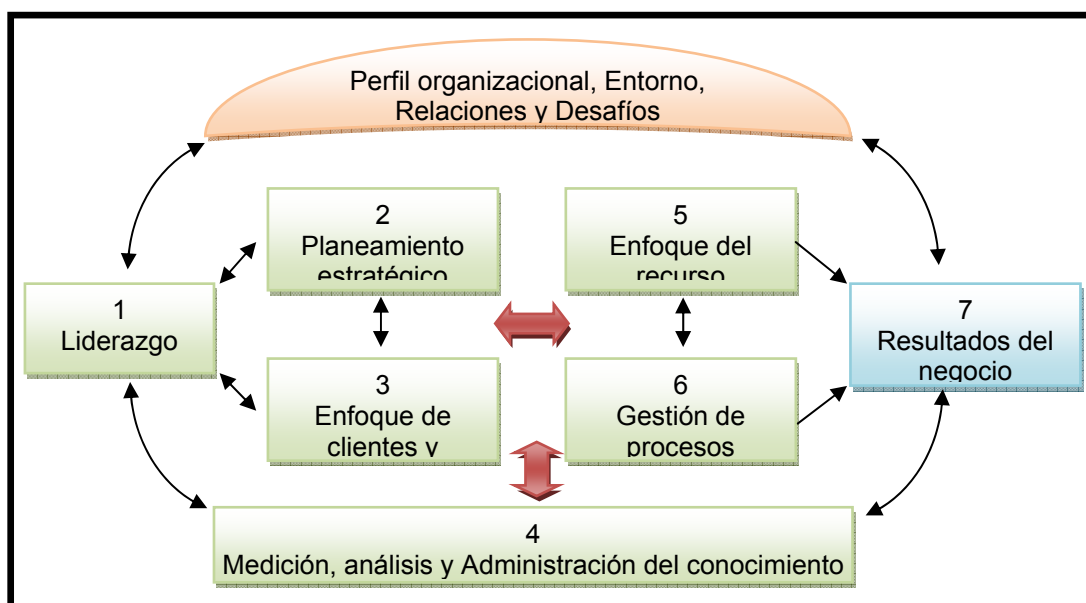 Perfil organizacional, Entorno,
Relaciones y Desafíos
2
Planeamiento
estratégico
5
Enfoque del
recurso
1
Liderazgo
7
Resultados del
negocio
3
Enfoque de
clientes y
6
Gestión de
procesos
4
Medición, análisis y Administración del conocimiento